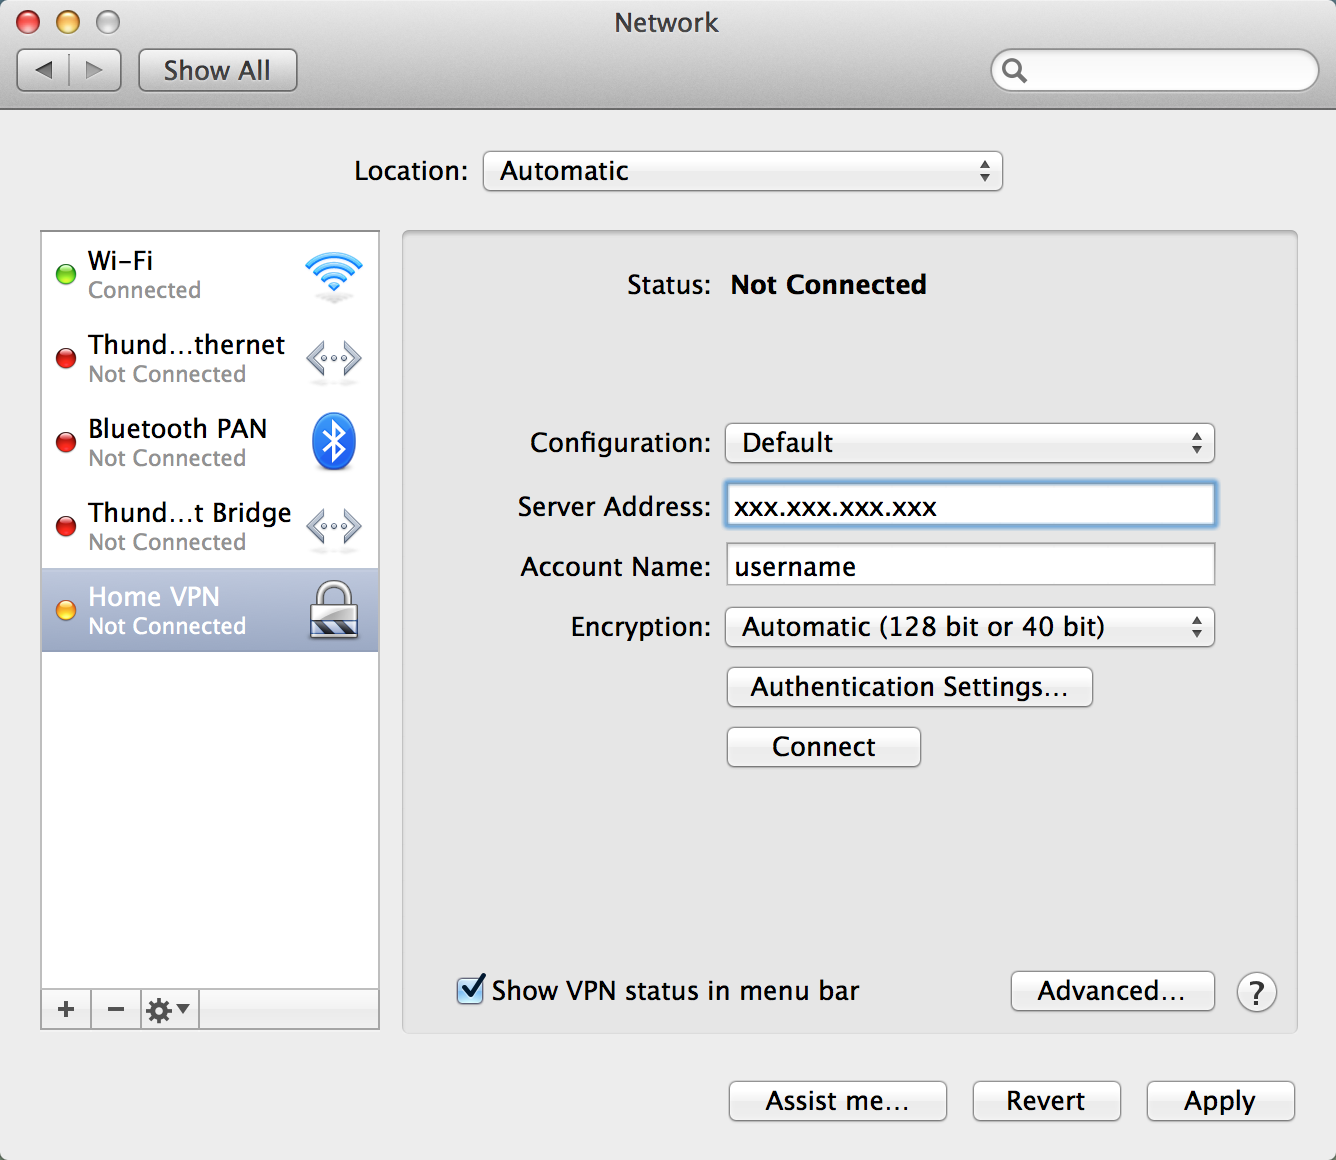 Network
Show All
Location: Automatic
Wi-Fi
Connected
Thund...thernet
Not Connected
Bluetooth PAN
Not Connected
Thund...t Bridge
Not Connected
Home VPN
Not Connected
Status: Not Connected
Configuration: Default
Server Address: xxx.xxx.xxx.xxx
Account Name: username
Encryption: Automatic (128 bit or 40 bit)
Authentication Settings...
Connect
Show VPN status in menu bar
Advanced...
?
Assist me...
Revert
Apply